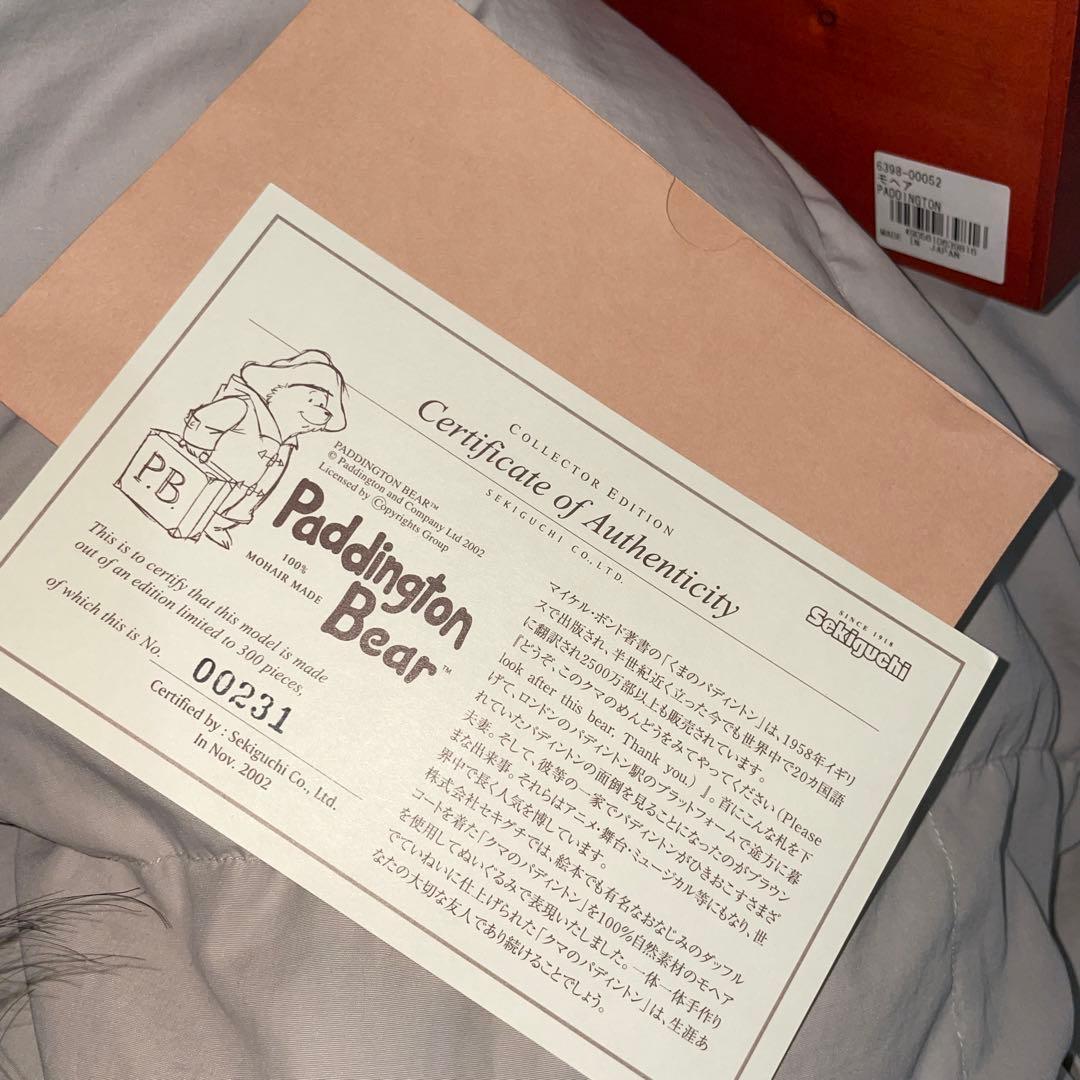 6398-00052
モヘア
PADDINGTON
MADE IN JAPAN
COLLECTOR EDITION
Certificate of Authenticity
SEKIGUCHI CO., LTD.
SINCE 1918
Sekiguchi
P.B.
PADDINGTON BEAR™
© Paddington and Company Ltd 2002
Licensed by ©opyrights Group
Paddington
Bear™
100%
MOHAIR MADE
This is to certify that this model is made
out of an edition limited to 300 pieces,
of which this is No.
00231
Certified by : Sekiguchi Co., Ltd.
In Nov. 2002
マイケル・ボンド著書の「くまのパディントン」は、1958年イギリ
スで出版され、半世紀近く立った今でも世界中で20カ国語
に翻訳され2500万部以上も販売されています。
『どうぞ、このクマのめんどうをみてやってください(Please
look after this bear. Thank you.)』。首にこんな札を下
げて、ロンドンのパディントン駅のプラットフォームで途方に暮
れていたパディントンの面倒を見ることになったのがブラウン
夫妻。そして、彼等の一家でパディントンがひきおこすさまざ
まな出来事。それらはアニメ・舞台・ミュージカル等にもなり、世
界中で長く人気を博しています。
株式会社セキグチでは、絵本でも有名なおなじみのダッフル
コートを着た「クマのパディントン」を100%自然素材のモヘア
を使用してぬいぐるみで表現いたしました。一体一体手作り
でていねいに仕上げられた「クマのパディントン」は、生涯あ
なたの大切な友人であり続けることでしょう。